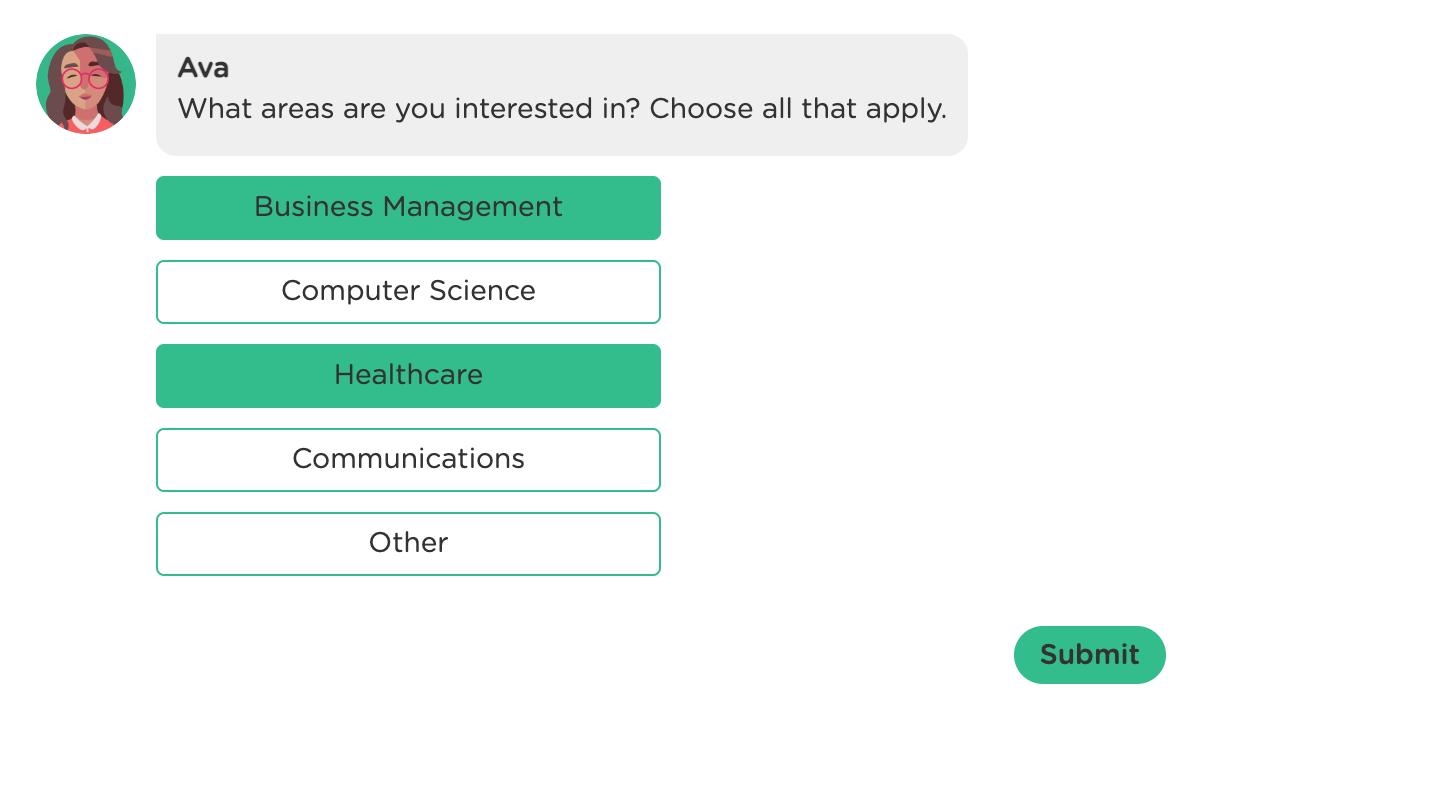 Ava
What areas are you interested in? Choose all that apply.
Business Management
Computer Science
Healthcare
Communications
Other
Submit